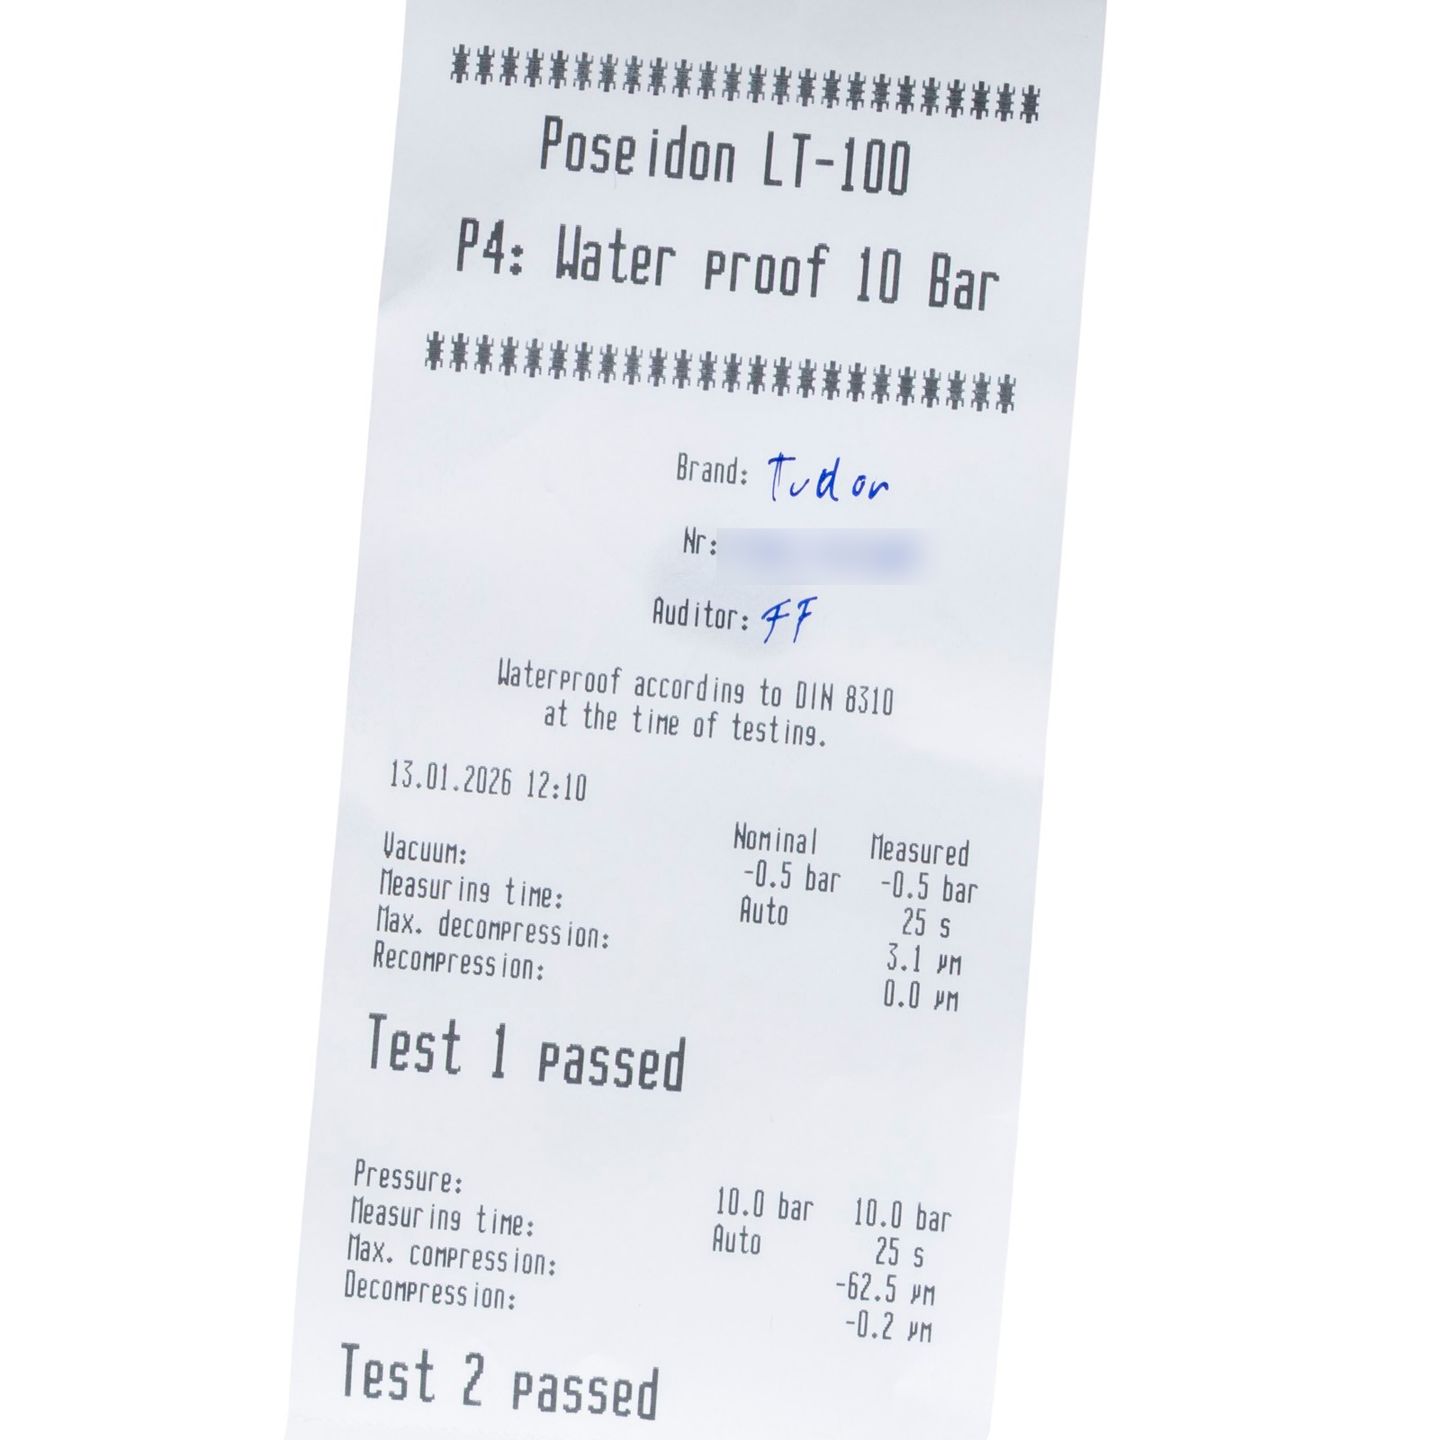 Poseidon LT-100
P4: Water proof 10 Bar
Brand: Tudor
Nr:
Auditor: FF
Waterproof according to DIN 8310
at the time of testing.
13.01.2026 12:10
Nominal Measured
Vacuum: -0.5 bar -0.5 bar
Measuring time: Auto 25 s
Max. decompression: 3.1 µm
Recompression: 0.0 µm
Test 1 passed
Pressure: 10.0 bar 10.0 bar
Measuring time: Auto 25 s
Max. compression: -62.5 µm
Decompression: -0.2 µm
Test 2 passed